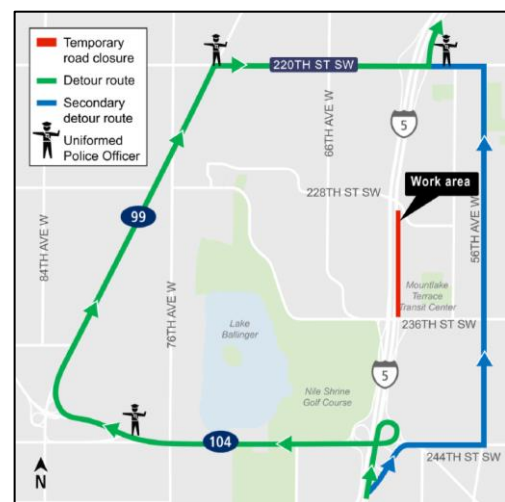 Temporary
road closure
Detour route
Secondary
detour route
Uniformed
Police Officer
220TH ST SW
66TH AVE W
5
228TH ST SW
Work area
56TH AVE W
99
84TH AVE W
76TH AVE W
Mountlake
Terrace
Transit Center
236TH ST SW
Lake
Ballinger
Nile Shrine
Golf Course
5
104
244TH ST SW
N